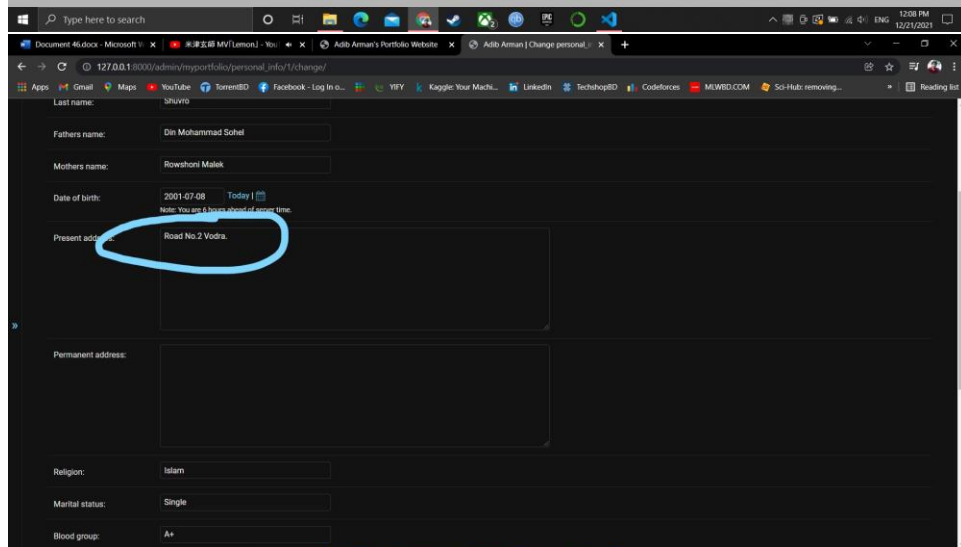 Type here to search
ENG
12:08 PM
12/21/2021
Document 46.docx - Microsoft W
米津玄師 MV「Lemon」- You
Adib Arman's Portfolio Website
Adib Arman | Change personal_i
127.0.0.1:8000/admin/myportfolio/personal_info/1/change/
Apps
Gmail
Maps
YouTube
TorrentBD
Facebook - Log In o...
YIFY
Kaggle: Your Machi...
LinkedIn
TechshopBD
Codeforces
MLWBD.COM
Sci-Hub: removing...
»
Reading list
Last name: Shuvro
Fathers name: Din Mohammad Sohel
Mothers name: Rowshoni Malek
Date of birth: 2001-07-08 Today |
Note: You are 6 hours ahead of server time.
Present address: Road No.2 Vodra.
»
Permanent address:
Religion: Islam
Marital status: Single
Blood group: A+